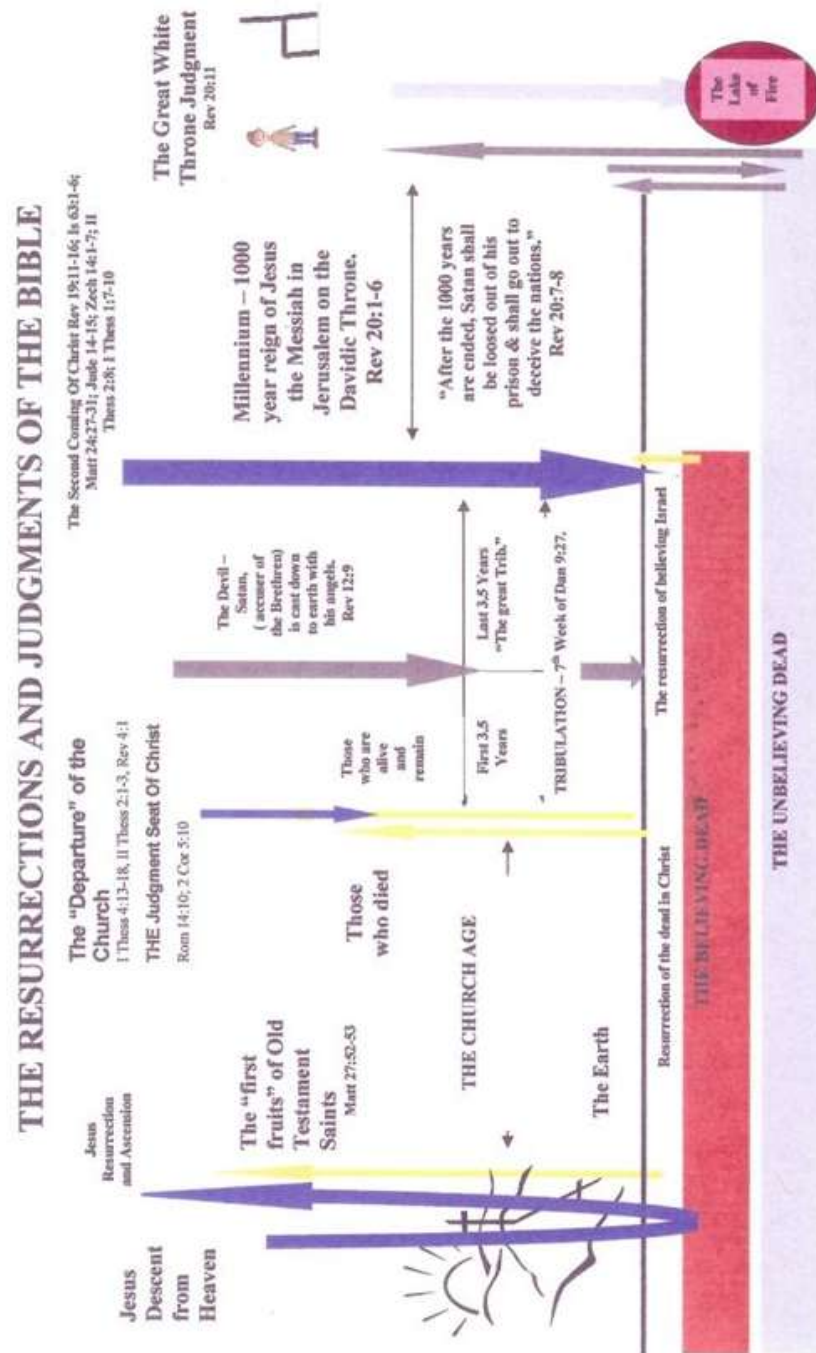 THE RESURRECTIONS AND JUDGMENTS OF THE BIBLE
Jesus
Descent
from
Heaven
Jesus
Resurrection
and Ascension
The "first
fruits" of Old
Testament
Saints
Matt 27:52-53
THE CHURCH AGE
The Earth
The "Departure" of the
Church
I Thess 4:13-18, II Thess 2:1-3, Rev 4:1
THE Judgment Seat Of Christ
Rom 14:10; 2 Cor 5:10
Those
who died
Those
who are
alive
and
remain
The Devil –
Satan,
( accuser of
the Brethren)
is cast down
to earth with
his angels.
Rev 12:9
First 3.5
Years
Last 3.5 Years
"The great Trib."
TRIBULATION – 7th Week of Dan 9:27.
The Second Coming Of Christ Rev 19:11-16; Is 63:1-6;
Matt 24:27-31; Jude 14-15; Zech 14:1-7; II
Thess 2:8; I Thess 1:7-10
Millennium – 1000
year reign of Jesus
the Messiah in
Jerusalem on the
Davidic Throne.
Rev 20:1-6
"After the 1000 years
are ended, Satan shall
be loosed out of his
prison & shall go out to
deceive the nations."
Rev 20:7-8
The Great White
Throne Judgment
Rev 20:11
The
Lake
of
Fire
Resurrection of the dead in Christ
The resurrection of believing Israel
THE BELIEVING DEAD
THE UNBELIEVING DEAD